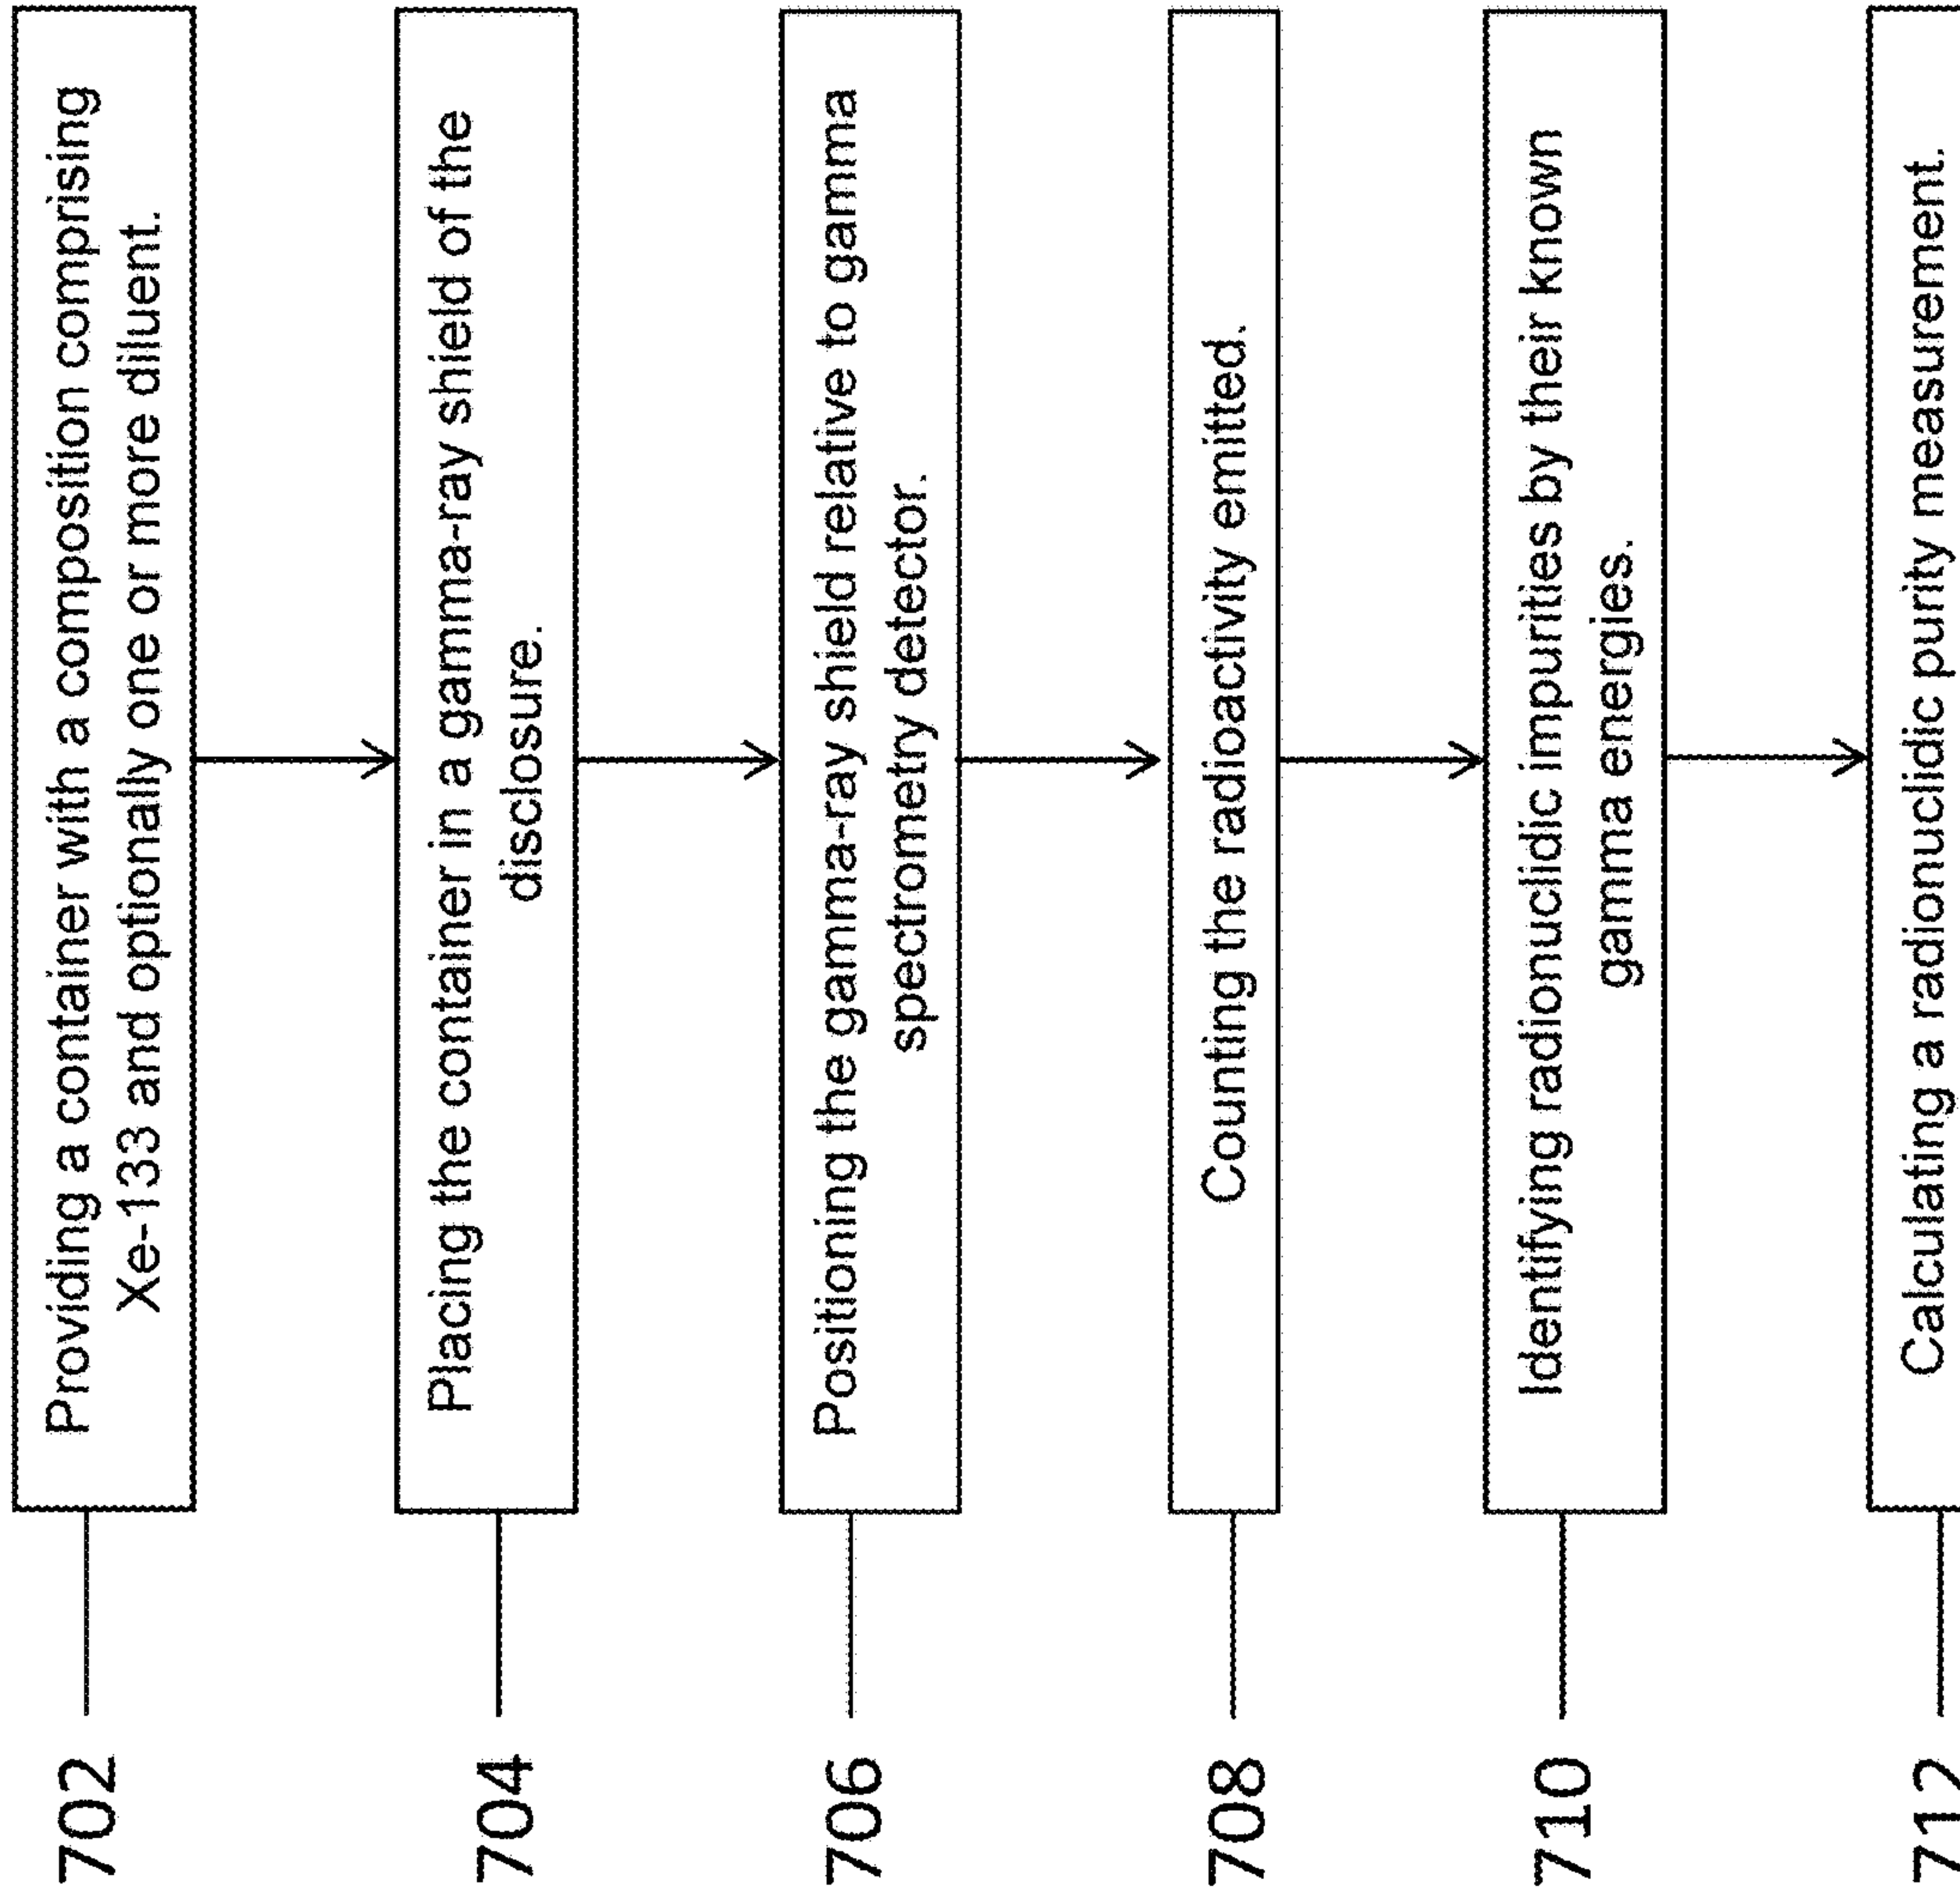 702
Providing a container with a composition comprising
Xe-133 and optionally one or more diluent.
704
Placing the container in a gamma-ray shield of the
disclosure.
706
Positioning the gamma-ray shield relative to gamma
spectrometry detector.
708
Counting the radioactivity emitted.
710
Identifying radionuclidic impurities by their known
gamma energies.
712
Calculating a radionuclidic purity measurement.